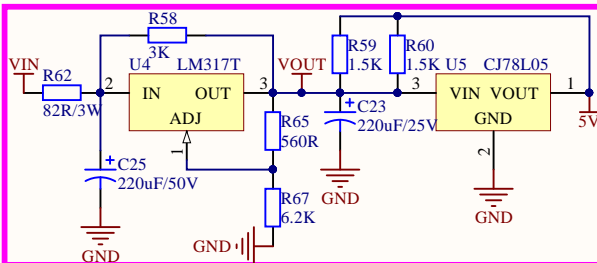 R58
3K
VIN
R62
82R/3W
2
U4
LM317T
IN
OUT
ADJ
3
1
VOUT
R59
1.5K
R60
1.5K
U5
CJ78L05
3
VIN
VOUT
GND
1
2
5V
C25
220uF/50V
R65
560R
C23
220uF/25V
R67
6.2K
GND
GND
GND
GND